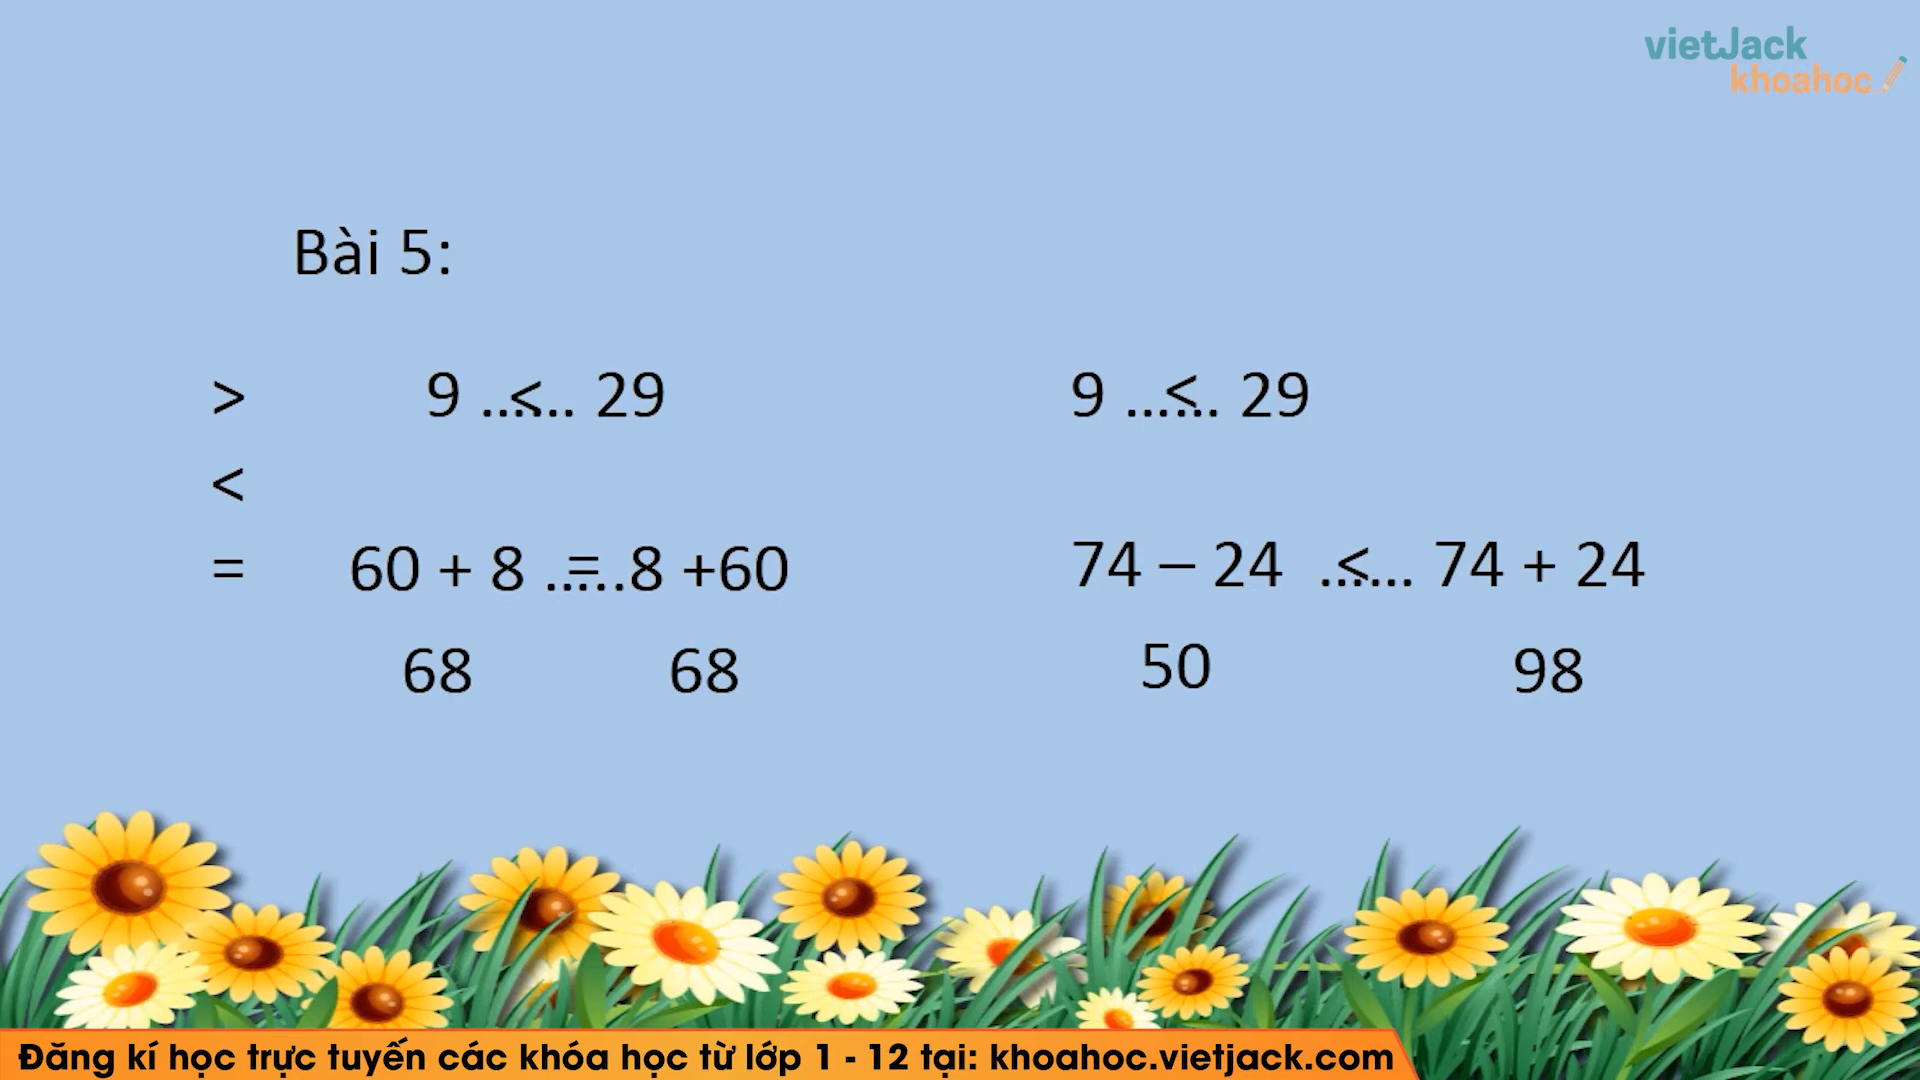 vietJack
khoahoc
Bài 5:
> 9 ...<... 29 9 ...<... 29
<
= 60 + 8 ..=...8 +60 74 – 24 ...<... 74 + 24
68 68 50 98
Đăng kí học trực tuyến các khóa học từ lớp 1 - 12 tại: khoahoc.vietjack.com